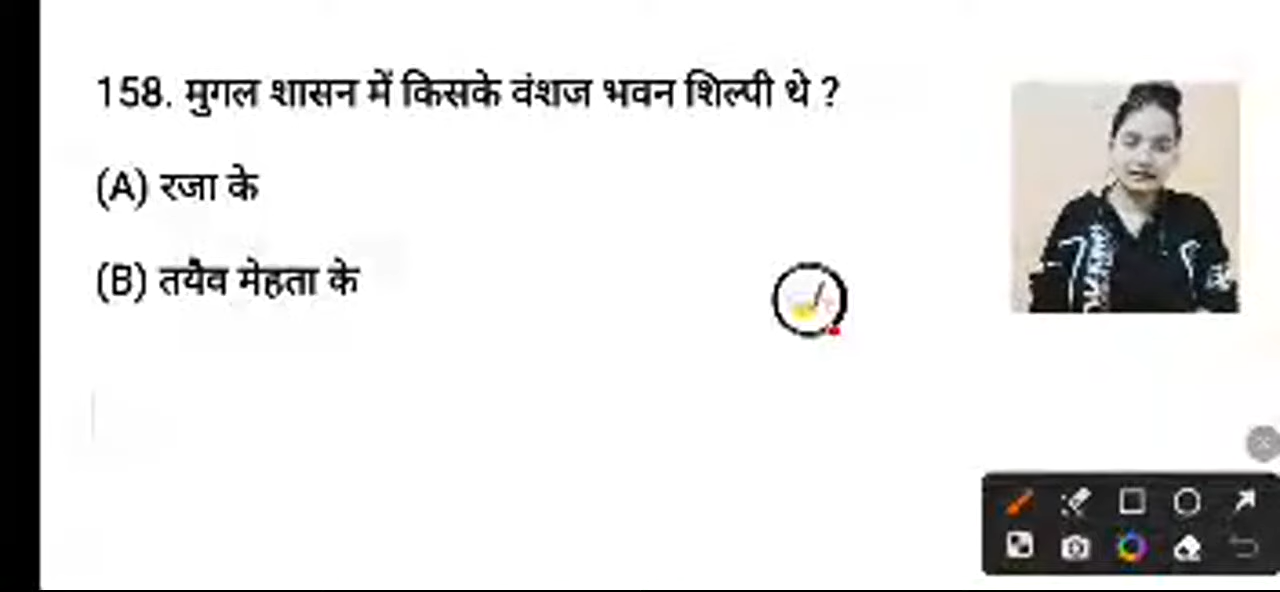 158. मुगल शासन में किसके वंशज भवन शिल्पी थे ?
(A) रजा के
(B) तयैव मेहता के